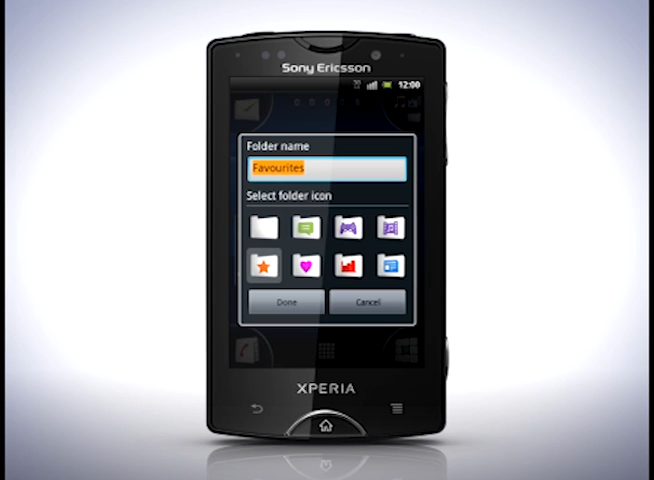 Sony Ericsson
12:00
Folder name
Favourites
Select folder icon
Done
Cancel
XPERIA